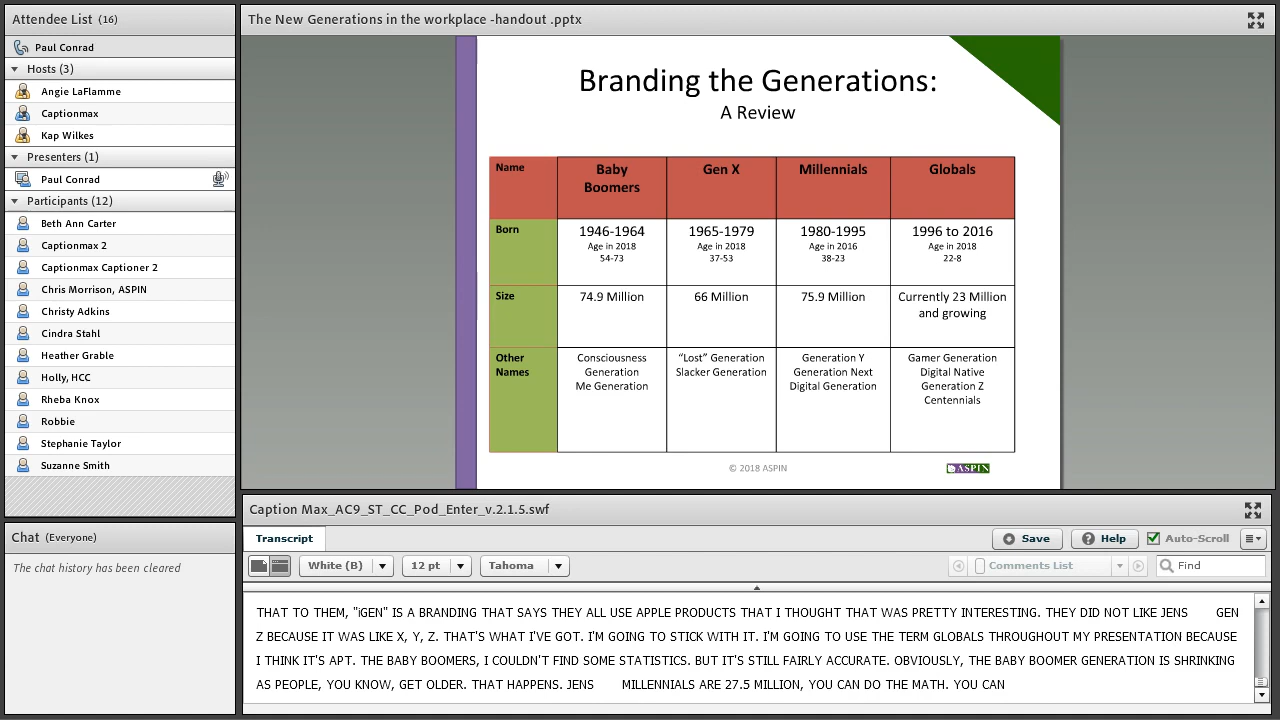 Attendee List (16)
Paul Conrad
Hosts (3)
Angie LaFlamme
Captionmax
Kap Wilkes
Presenters (1)
Paul Conrad
Participants (12)
Beth Ann Carter
Captionmax 2
Captionmax Captioner 2
Chris Morrison, ASPIN
Christy Adkins
Cindra Stahl
Heather Grable
Holly, HCC
Rheba Knox
Robbie
Stephanie Taylor
Suzanne Smith
Chat (Everyone)
The chat history has been cleared
The New Generations in the workplace -handout .pptx
Branding the Generations:
A Review
Name
Baby
Boomers
Gen X
Millennials
Globals
Born
1946-1964
Age in 2018
54-73
1965-1979
Age in 2018
37-53
1980-1995
Age in 2016
38-23
1996 to 2016
Age in 2018
22-8
Size
74.9 Million
66 Million
75.9 Million
Currently 23 Million
and growing
Other
Names
Consciousness
Generation
Me Generation
“Lost” Generation
Slacker Generation
Generation Y
Generation Next
Digital Generation
Gamer Generation
Digital Native
Generation Z
Centennials
© 2018 ASPIN
ASPIN
Caption Max_AC9_ST_CC_Pod_Enter_v.2.1.5.swf
Transcript
Save
Help
Auto-Scroll
White (B)
12 pt
Tahoma
Comments List
Find
THAT TO THEM, "iGEN" IS A BRANDING THAT SAYS THEY ALL USE APPLE PRODUCTS THAT I THOUGHT THAT WAS PRETTY INTERESTING. THEY DID NOT LIKE JENS GEN
Z BECAUSE IT WAS LIKE X, Y, Z. THAT'S WHAT I'VE GOT. I'M GOING TO STICK WITH IT. I'M GOING TO USE THE TERM GLOBALS THROUGHOUT MY PRESENTATION BECAUSE
I THINK IT'S APT. THE BABY BOOMERS, I COULDN'T FIND SOME STATISTICS. BUT IT'S STILL FAIRLY ACCURATE. OBVIOUSLY, THE BABY BOOMER GENERATION IS SHRINKING
AS PEOPLE, YOU KNOW, GET OLDER. THAT HAPPENS. JENS MILLENNIALS ARE 27.5 MILLION, YOU CAN DO THE MATH. YOU CAN